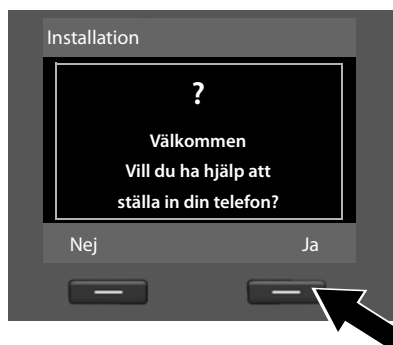 Installation
?
Välkommen
Vill du ha hjälp att
ställa in din telefon?
Nej Ja